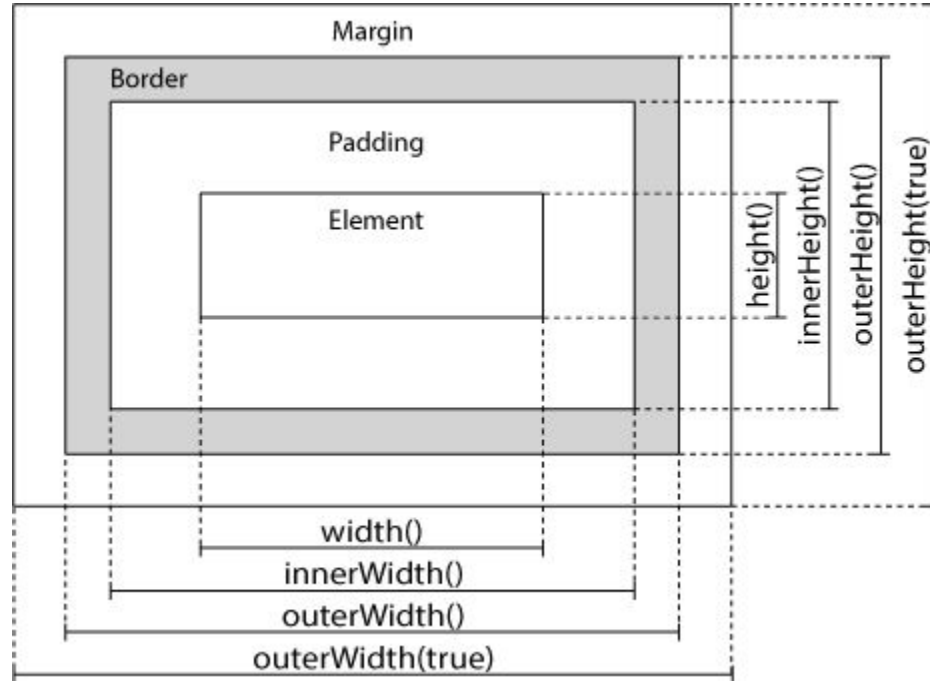 Margin
Border
Padding
Element
height()
innerHeight()
outerHeight()
outerHeight(true)
width()
innerWidth()
outerWidth()
outerWidth(true)